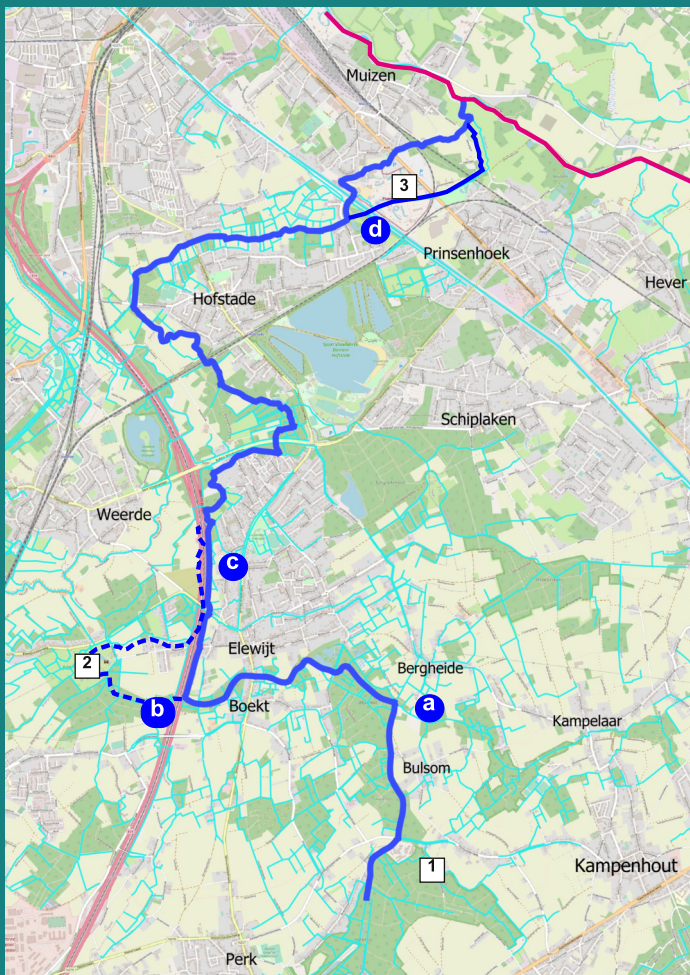 Muizen
3
d
Prinsenhoek
Hever
Hofstade
Schiplaken
Weerde
c
Elewijt
2
Bergheide
b
Boekt
a
Kampelaar
Bulsom
1
Kampenhout
Perk